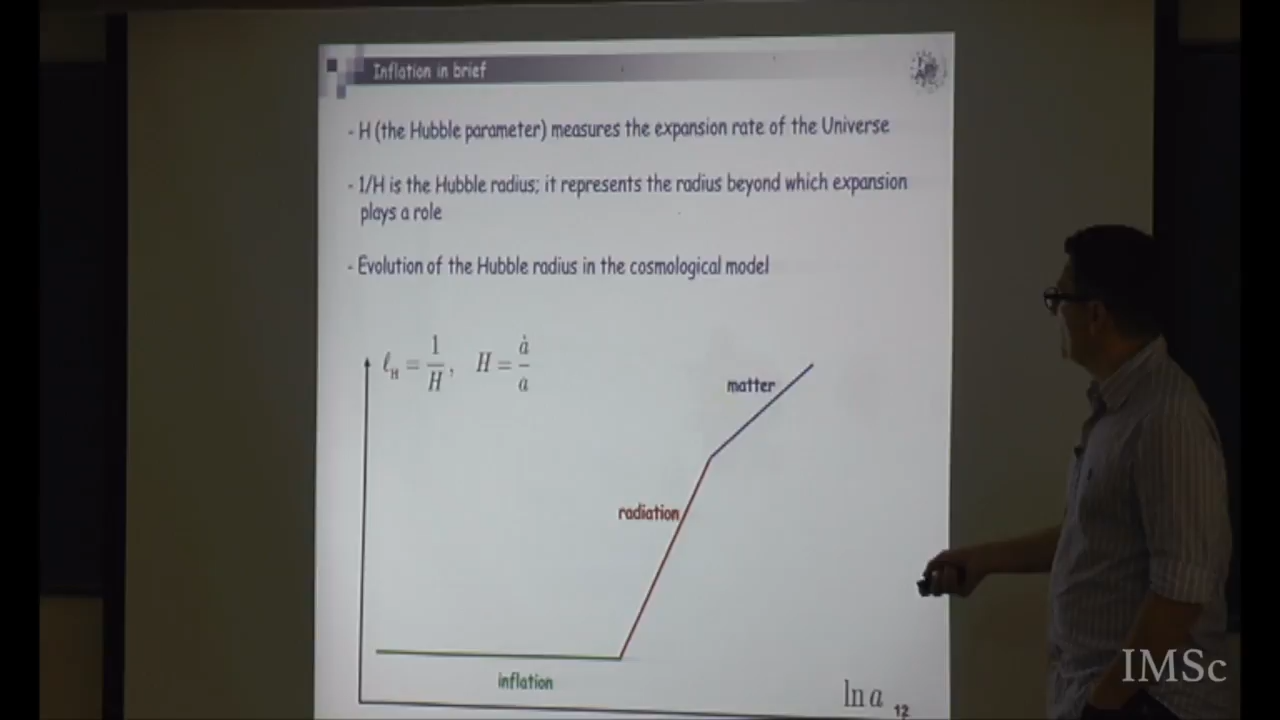 Inflation in brief
- H (the Hubble parameter) measures the expansion rate of the Universe
- 1/H is the Hubble radius; it represents the radius beyond which expansion
plays a role
- Evolution of the Hubble radius in the cosmological model
ℓ_H = 1/H, H = ȧ/a
matter
radiation
inflation
ln a
12
IMSc